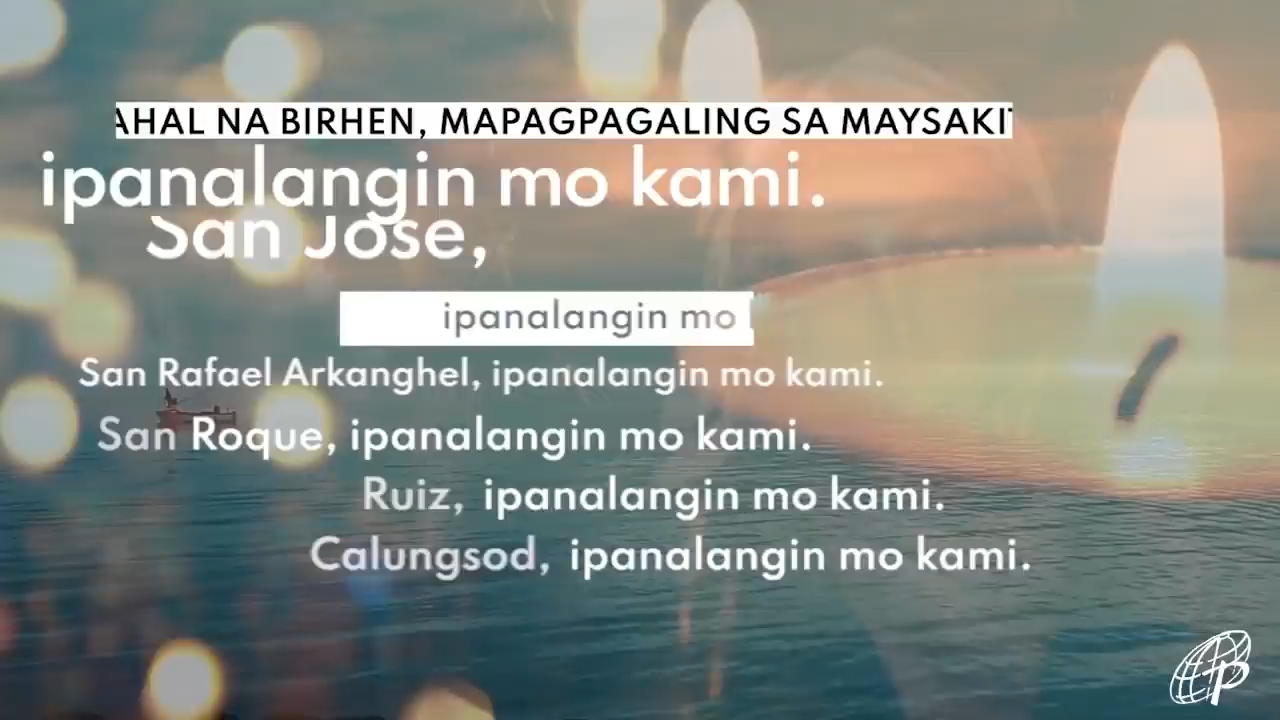 AHAL NA BIRHEN, MAPAGPAGALING SA MAYSAKIT
ipanalangin mo kami.
San Jose,
ipanalangin mo
San Rafael Arkanghel, ipanalangin mo kami.
San Roque, ipanalangin mo kami.
Ruiz, ipanalangin mo kami.
Calungsod, ipanalangin mo kami.